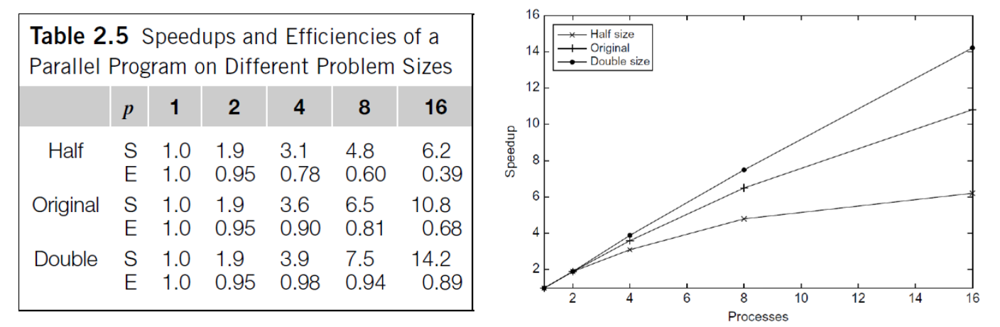 Table 2.5 Speedups and Efficiencies of a
Parallel Program on Different Problem Sizes
p 1 2 4 8 16
Half S 1.0 1.9 3.1 4.8 6.2
E 1.0 0.95 0.78 0.60 0.39
Original S 1.0 1.9 3.6 6.5 10.8
E 1.0 0.95 0.90 0.81 0.68
Double S 1.0 1.9 3.9 7.5 14.2
E 1.0 0.95 0.98 0.94 0.89
16
14
12
10
8
6
4
2
Speedup
Half size
Original
Double size
2 4 6 8 10 12 14 16
Processes